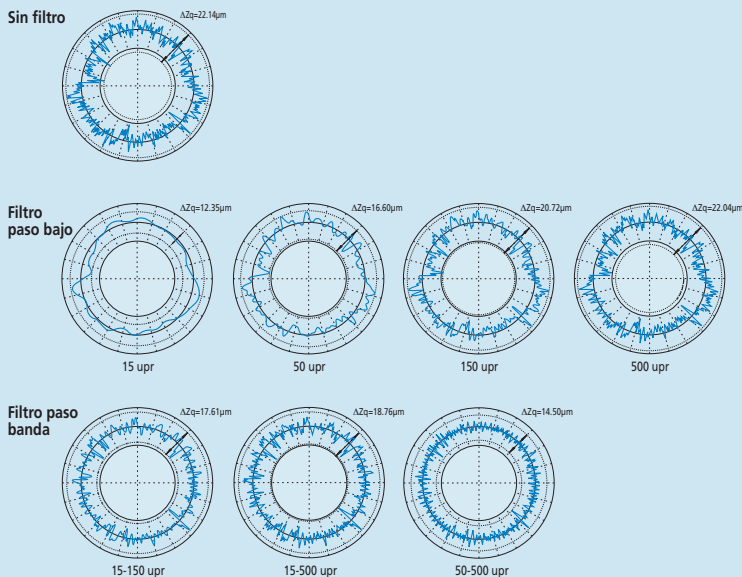 Sin filtro
ΔZq=22.14µm
Filtro
paso bajo
ΔZq=12.35µm
ΔZq=16.60µm
ΔZq=20.72µm
ΔZq=22.04µm
15 upr
50 upr
150 upr
500 upr
Filtro paso
banda
ΔZq=17.61µm
ΔZq=18.76µm
ΔZq=14.50µm
15-150 upr
15-500 upr
50-500 upr